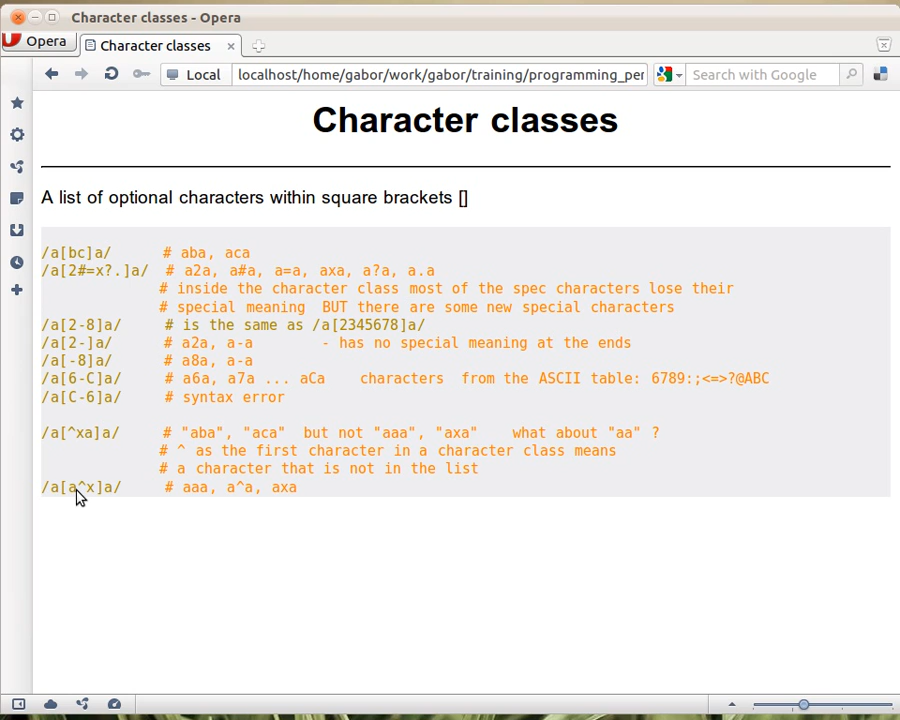 Character classes - Opera
Opera
Character classes
Local
localhost/home/gabor/work/gabor/training/programming_per
Search with Google
Character classes
A list of optional characters within square brackets []
/a[bc]a/ # aba, aca
/a[2#=x?.]a/ # a2a, a#a, a=a, axa, a?a, a.a
# inside the character class most of the spec characters lose their
# special meaning BUT there are some new special characters
/a[2-8]a/ # is the same as /a[2345678]a/
/a[2-]a/ # a2a, a-a - has no special meaning at the ends
/a[-8]a/ # a8a, a-a
/a[6-C]a/ # a6a, a7a ... aCa characters from the ASCII table: 6789:;<=>?@ABC
/a[C-6]a/ # syntax error
/a[^xa]a/ # "aba", "aca" but not "aaa", "axa" what about "aa" ?
# ^ as the first character in a character class means
# a character that is not in the list
/a[a^x]a/ # aaa, a^a, axa